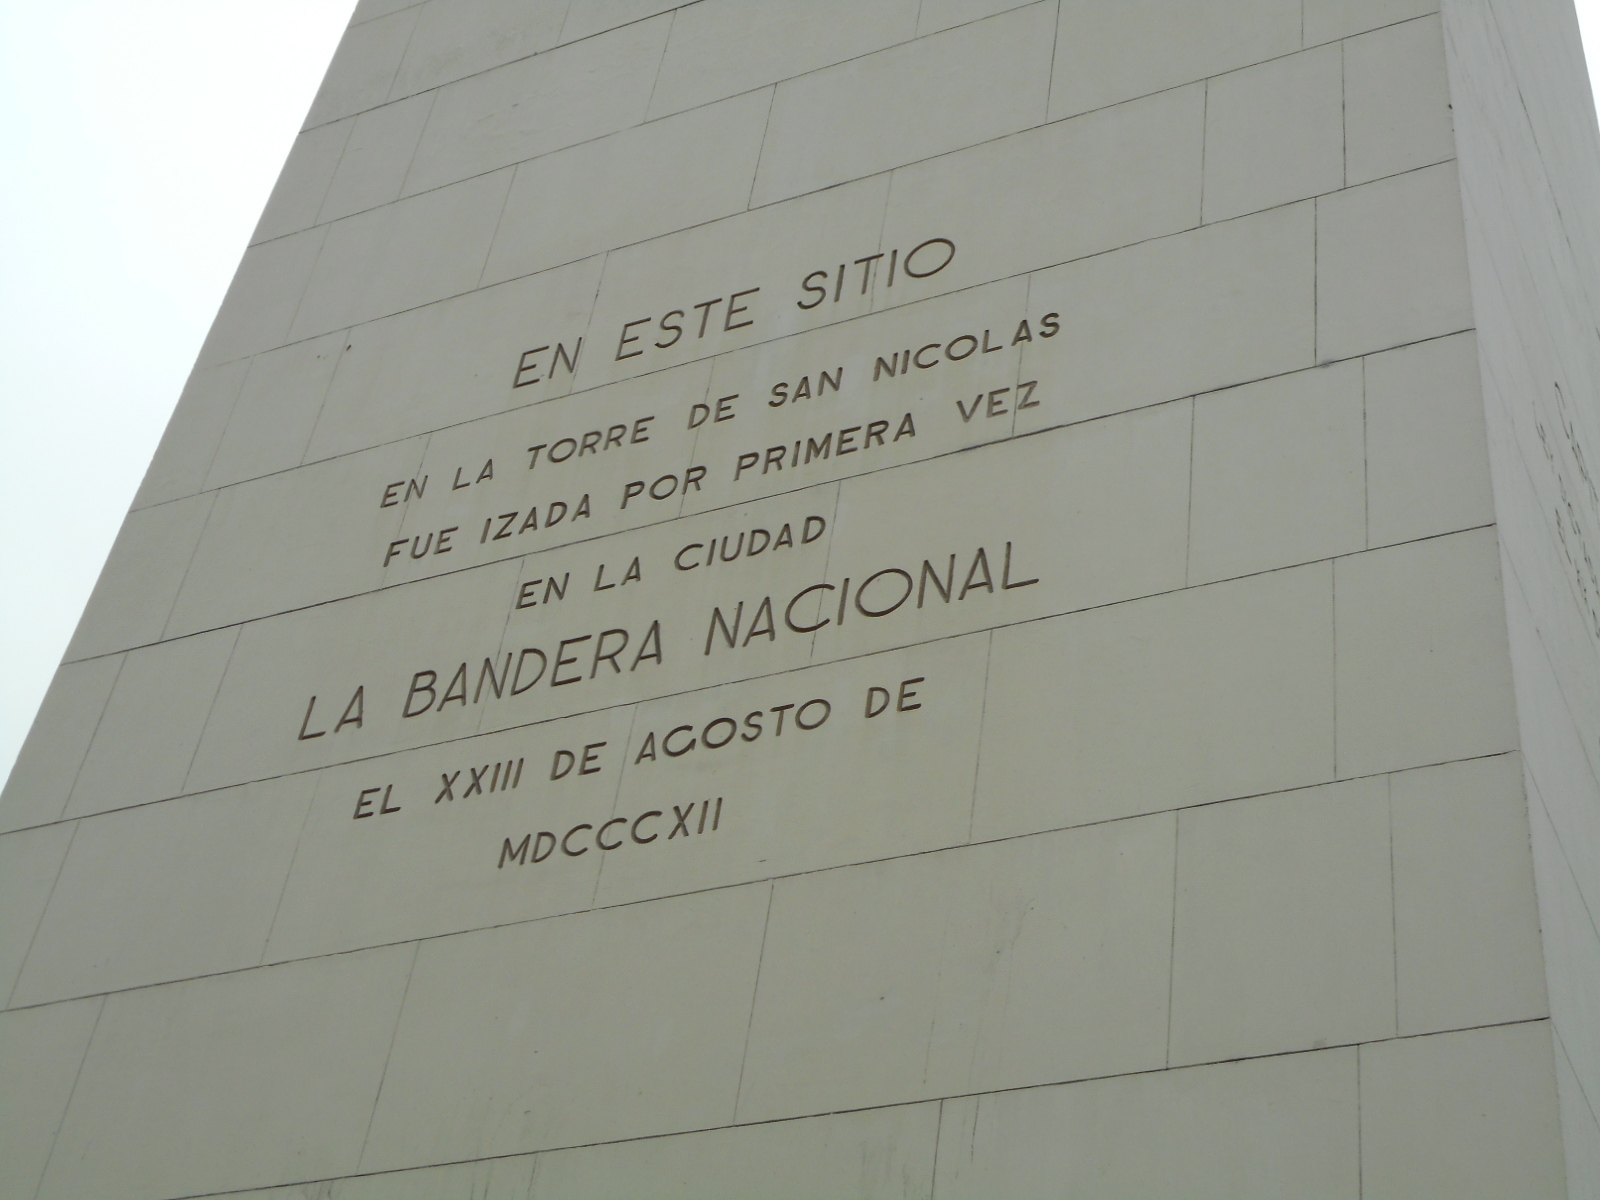 EN ESTE SITIO
EN LA TORRE DE SAN NICOLAS
FUE IZADA POR PRIMERA VEZ
EN LA CIUDAD
LA BANDERA NACIONAL
EL XXIII DE AGOSTO DE
MDCCCXII